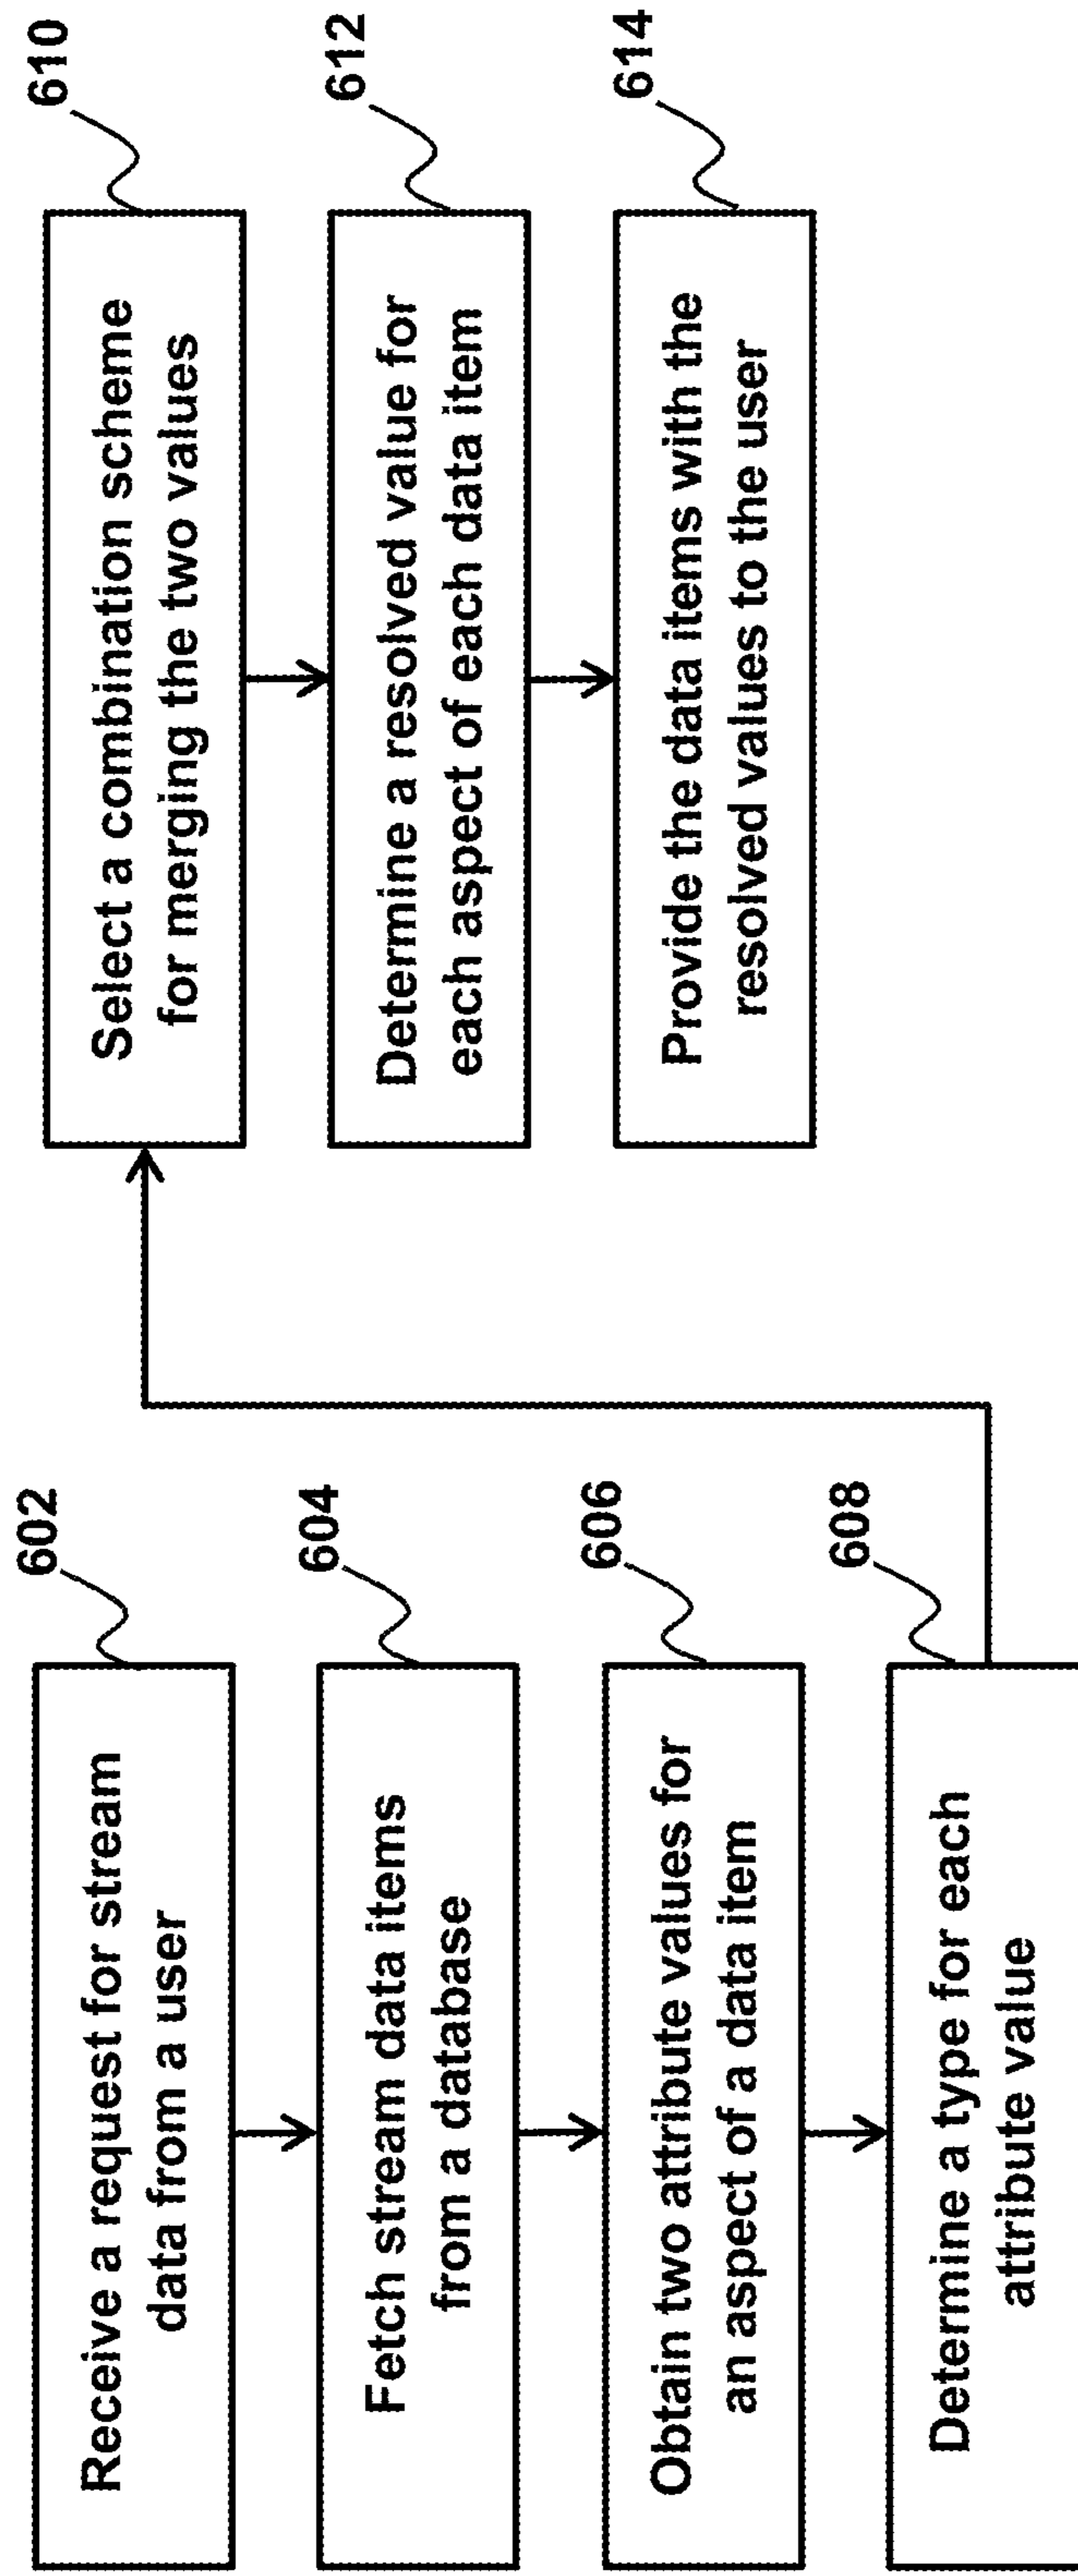 602
Receive a request for stream
data from a user
604
Fetch stream data items
from a database
606
Obtain two attribute values for
an aspect of a data item
608
Determine a type for each
attribute value
610
Select a combination scheme
for merging the two values
612
Determine a resolved value for
each aspect of each data item
614
Provide the data items with the
resolved values to the user